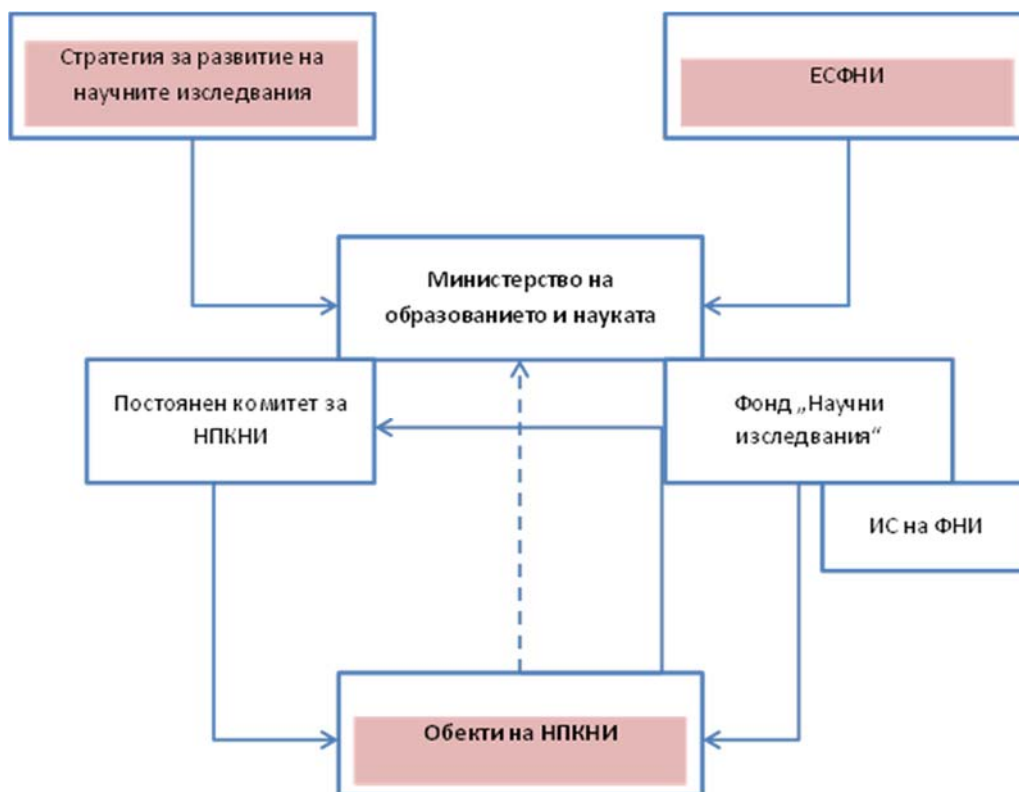 Стратегия за развитие на
научните изследвания
ЕСФНИ
Министерство на
образованието и науката
Постоянен комитет за
НПКНИ
Фонд „Научни
изследвания“
ИС на ФНИ
Обекти на НПКНИ